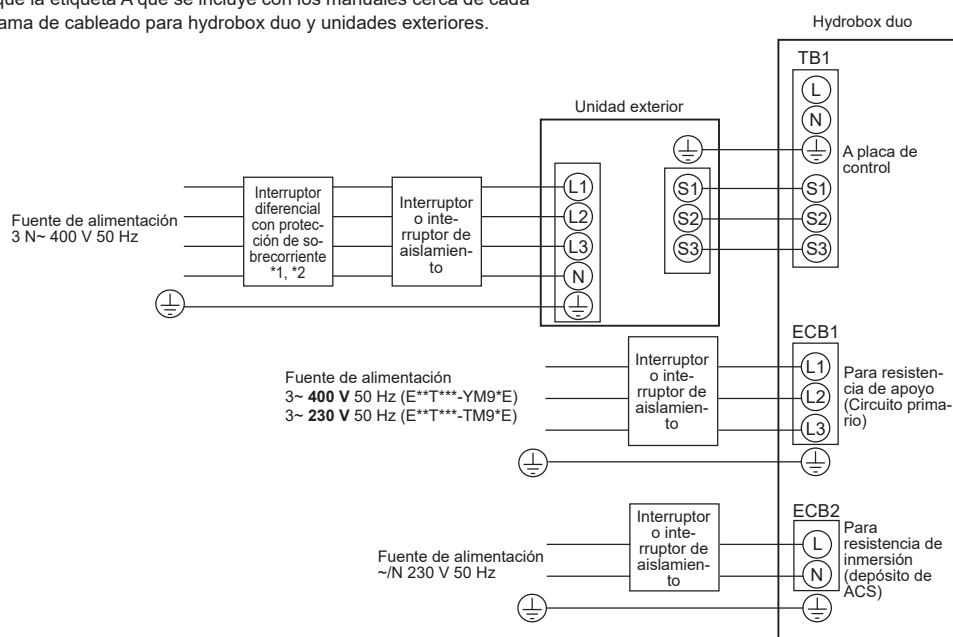 que la etiqueta A que se incluye con los manuales cerca de cada
ama de cableado para hydrobox duo y unidades exteriores.
Hydrobox duo
TB1
L
N
A placa de
control
S1
S2
S3
Unidad exterior
L1
L2
L3
N
S1
S2
S3
Fuente de alimentación
3 N~ 400 V 50 Hz
Interruptor
diferencial
con protec-
ción de so-
brecorriente
*1, *2
Interruptor
o inte-
rruptor de
aislamien-
to
ECB1
L1
L2
L3
Para resisten-
cia de apoyo
(Circuito prima-
rio)
Fuente de alimentación
3~ 400 V 50 Hz (E**T***-YM9*E)
3~ 230 V 50 Hz (E**T***-TM9*E)
Interruptor
o inte-
rruptor de
aislamien-
to
ECB2
L
N
Para
resistencia de
inmersión
(depósito de
ACS)
Fuente de alimentación
~/N 230 V 50 Hz
Interruptor
o inte-
rruptor de
aislamien-
to